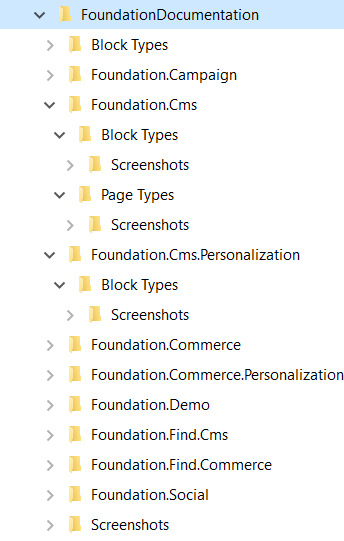 FoundationDocumentation
Block Types
Foundation.Campaign
Foundation.Cms
Block Types
Screenshots
Page Types
Screenshots
Foundation.Cms.Personalization
Block Types
Screenshots
Foundation.Commerce
Foundation.Commerce.Personalization
Foundation.Demo
Foundation.Find.Cms
Foundation.Find.Commerce
Foundation.Social
Screenshots